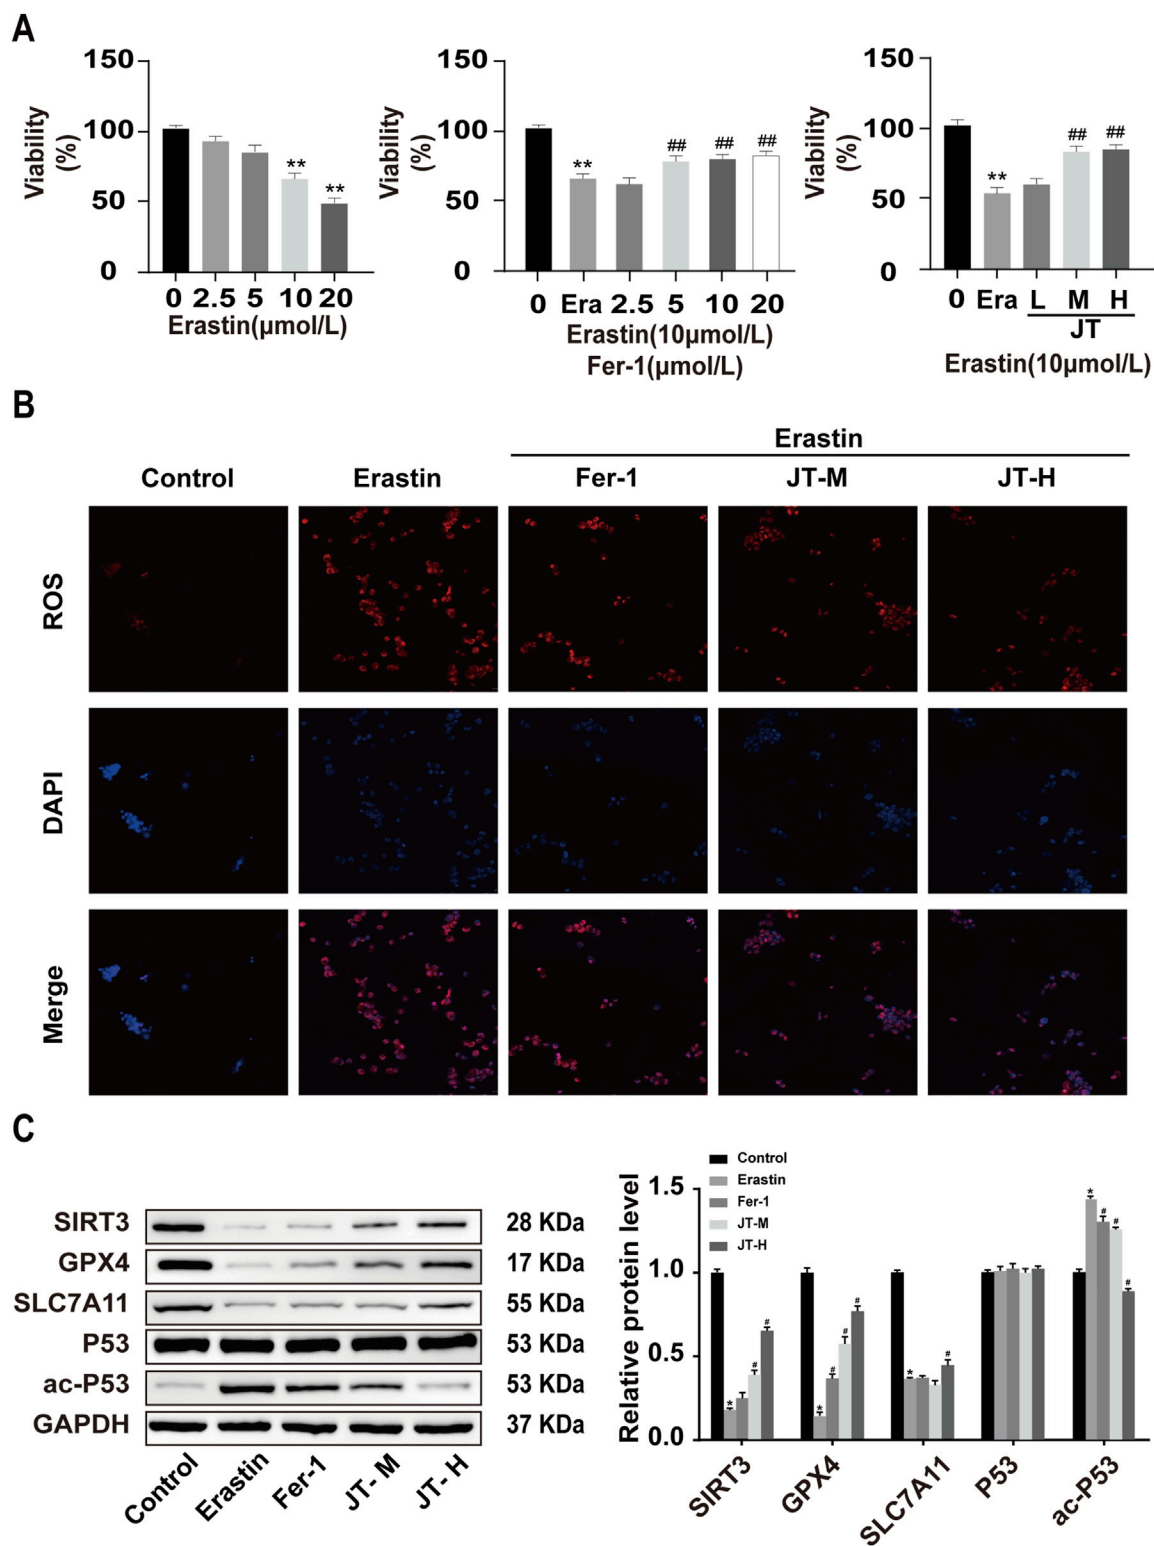 A
150
100
50
0
Viability
(%)
**
**
0 2.5 5 10 20
Erastin(μmol/L)
150
100
50
0
Viability
(%)
**
##
##
##
0 Era 2.5 5 10 20
Erastin(10μmol/L)
Fer-1(μmol/L)
150
100
50
0
Viability
(%)
**
##
##
0 Era L M H
JT
Erastin(10μmol/L)
B
Erastin
Control Erastin Fer-1 JT-M JT-H
ROS
DAPI
Merge
C
SIRT3 28 KDa
GPX4 17 KDa
SLC7A11 55 KDa
P53 53 KDa
ac-P53 53 KDa
GAPDH 37 KDa
Control Erastin Fer-1 JT- M JT- H
Control
Erastin
Fer-1
JT-M
JT-H
Relative protein level
1.5
1.0
0.5
0.0
* # #
* # # #
* #
* # # #
SIRT3 GPX4 SLC7A11 P53 ac-P53